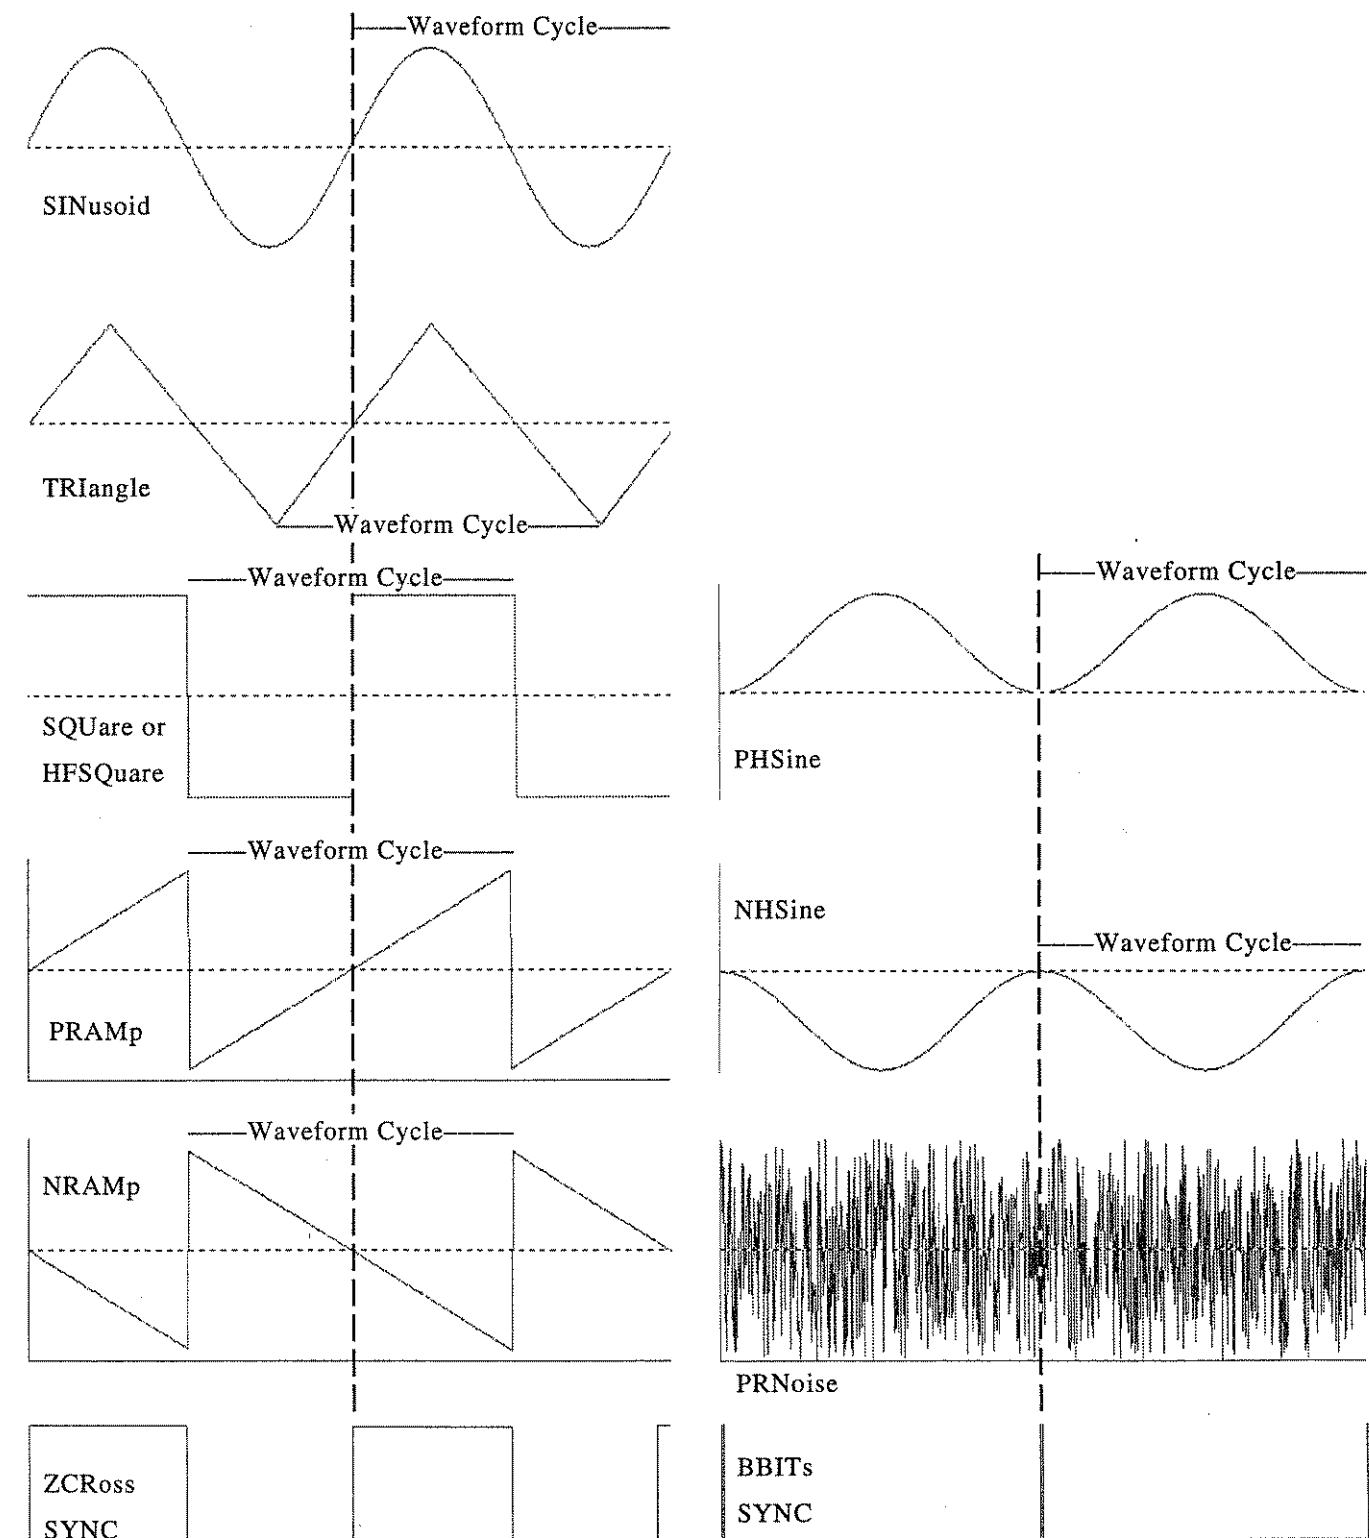 Waveform Cycle
SINusoid
TRIangle
Waveform Cycle
Waveform Cycle
SQUare or
HFSQuare
Waveform Cycle
PRAMp
Waveform Cycle
NRAMp
ZCRoss
SYNC
Waveform Cycle
PHSine
NHSine
Waveform Cycle
PRNoise
BBITs
SYNC